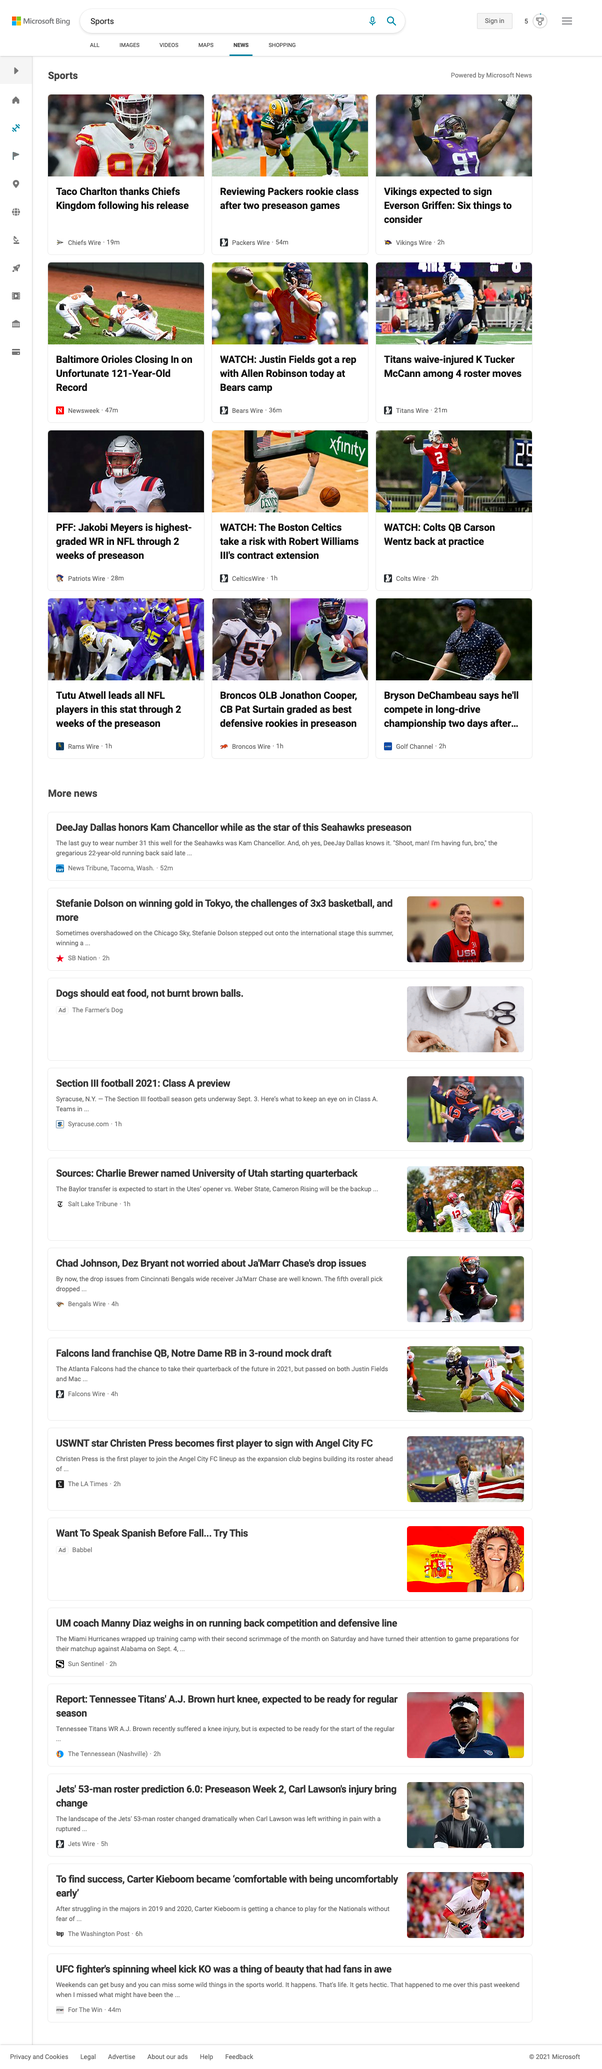 Microsoft Bing
Sports
Sign in
5
ALL IMAGES VIDEOS MAPS NEWS SHOPPING
Sports
Powered by Microsoft News
Taco Charlton thanks Chiefs
Kingdom following his release
Chiefs Wire · 19m
Reviewing Packers rookie class
after two preseason games
Packers Wire · 54m
97
Vikings expected to sign
Everson Griffen: Six things to
consider
Vikings Wire · 2h
Baltimore Orioles Closing In on
Unfortunate 121-Year-Old
Record
Newsweek · 47m
1
WATCH: Justin Fields got a rep
with Allen Robinson today at
Bears camp
Bears Wire · 36m
Titans waive-injured K Tucker
McCann among 4 roster moves
Titans Wire · 21m
PFF: Jakobi Meyers is highest-
graded WR in NFL through 2
weeks of preseason
Patriots Wire · 28m
xfinity
WATCH: The Boston Celtics
take a risk with Robert Williams
III's contract extension
CelticsWire · 1h
2
WATCH: Colts QB Carson
Wentz back at practice
Colts Wire · 2h
15
Tutu Atwell leads all NFL
players in this stat through 2
weeks of the preseason
Rams Wire · 1h
53
2
Broncos OLB Jonathon Cooper,
CB Pat Surtain graded as best
defensive rookies in preseason
Broncos Wire · 1h
Bryson DeChambeau says he'll
compete in long-drive
championship two days after...
Golf Channel · 2h
More news
DeeJay Dallas honors Kam Chancellor while as the star of this Seahawks preseason
The last guy to wear number 31 this well for the Seahawks was Kam Chancellor. And, oh yes, DeeJay Dallas knows it. "Shoot, man! I'm having fun, bro," the
gregarious 22-year-old running back said late ...
News Tribune, Tacoma, Wash. · 52m
Stefanie Dolson on winning gold in Tokyo, the challenges of 3x3 basketball, and
more
Sometimes overshadowed on the Chicago Sky, Stefanie Dolson stepped out onto the international stage this summer,
winning a ...
SB Nation · 2h
USA
Dogs should eat food, not burnt brown balls.
Ad The Farmer's Dog
Section III football 2021: Class A preview
Syracuse, N.Y. — The Section III football season gets underway Sept. 3. Here's what to keep an eye on in Class A.
Teams in ...
Syracuse.com · 1h
12
Sources: Charlie Brewer named University of Utah starting quarterback
The Baylor transfer is expected to start in the Utes' opener vs. Weber State, Cameron Rising will be the backup ...
Salt Lake Tribune · 1h
12
Chad Johnson, Dez Bryant not worried about Ja'Marr Chase's drop issues
By now, the drop issues from Cincinnati Bengals wide receiver Ja'Marr Chase are well known. The fifth overall pick
dropped ...
Bengals Wire · 4h
1
Falcons land franchise QB, Notre Dame RB in 3-round mock draft
The Atlanta Falcons had the chance to take their quarterback of the future in 2021, but passed on both Justin Fields
and Mac ...
Falcons Wire · 4h
1
USWNT star Christen Press becomes first player to sign with Angel City FC
Christen Press is the first player to join the Angel City FC lineup as the expansion club begins building its roster ahead
of ...
The LA Times · 2h
Want To Speak Spanish Before Fall... Try This
Ad Babbel
UM coach Manny Diaz weighs in on running back competition and defensive line
The Miami Hurricanes wrapped up training camp with their second scrimmage of the month on Saturday and have turned their attention to game preparations for
their matchup against Alabama on Sept. 4, ...
Sun Sentinel · 2h
Report: Tennessee Titans' A.J. Brown hurt knee, expected to be ready for regular
season
Tennessee Titans WR A.J. Brown recently suffered a knee injury, but is expected to be ready for the start of the regular
...
The Tennessean (Nashville) · 2h
Jets' 53-man roster prediction 6.0: Preseason Week 2, Carl Lawson's injury bring
change
The landscape of the Jets' 53-man roster changed dramatically when Carl Lawson was left writhing in pain with a
ruptured ...
Jets Wire · 5h
To find success, Carter Kieboom became ‘comfortable with being uncomfortably
early’
After struggling in the majors in 2019 and 2020, Carter Kieboom is getting a chance to play for the Nationals without
fear of ...
The Washington Post · 6h
UFC fighter's spinning wheel kick KO was a thing of beauty that had fans in awe
Weekends can get busy and you can miss some wild things in the sports world. It happens. That's life. It gets hectic. That happened to me over this past weekend
when I missed what might have been the ...
For The Win · 44m
Privacy and Cookies Legal Advertise About our ads Help Feedback
© 2021 Microsoft